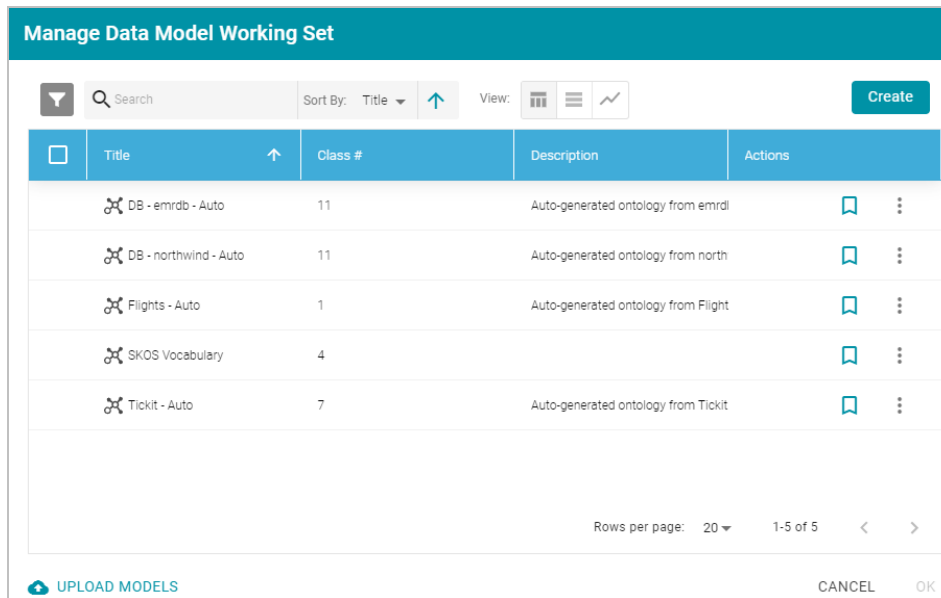 Manage Data Model Working Set
Search Sort By: Title View: Create
Title Class # Description Actions
DB - emrdb - Auto 11 Auto-generated ontology from emrdl
DB - northwind - Auto 11 Auto-generated ontology from north
Flights - Auto 1 Auto-generated ontology from Flight
SKOS Vocabulary 4
Tickit - Auto 7 Auto-generated ontology from Tickit
Rows per page: 20 1-5 of 5
UPLOAD MODELS CANCEL OK